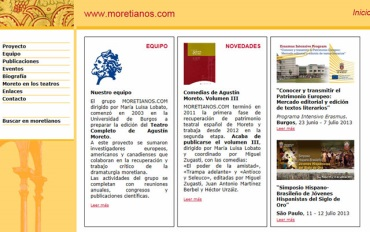 www.moretianos.com
Inicio
Proyecto
Equipo
Publicaciones
Eventos
Biografía
Moreto en los teatros
Enlaces
Contacto
Buscar en moretianos
EQUIPO
Nuestro equipo
El grupo MORETIANOS.COM
dirigido por María Luisa Lobato,
comenzó en 2002 en la
Universidad de Burgos a
preparar la edición del Teatro
Completo de Agustín
Moreto.
A este proyecto se sumaron
investigadores europeos,
americanos y canadienses que
colaboran en la recuperación y
trabajo crítico de la
dramaturgia moretiana.
Las actividades del grupo se
completan con reuniones
anuales, congresos y
publicaciones científicas.
Leer más
NOVEDADES
Comedias de Agustín
Moreto. Volumen III
MORETIANOS.COM terminó en
2011 la primera fase de
recuperación de patrimonio
teatral español de Moreto y
trabaja desde 2012 en la
segunda etapa. Acaba de
publicarse el volumen III,
dirigido por María Luisa Lobato
y coordinado por Miguel
Zugasti, con las comedias:
«El poder de la amistad»,
«Trampa adelante» y «Antíoco
y Seleuco», editadas por Miguel
Zugasti, Juan Antonio Martínez
Berbel y Héctor Urzáiz.
Leer más
Erasmus Intensive Program
"Conocer y transmitir el
Patrimonio Europeo:
Mercado editorial y edición
de textos literarios"
Programa Intensivo Erasmus.
Burgos, 23 Junio - 7 Julio 2013
Leer más
"Simposio Hispano-
Brasileño de Jóvenes
Hispanistas del Siglo de
Oro"
São Paulo, 11 - 12 Julio 2013
Leer más